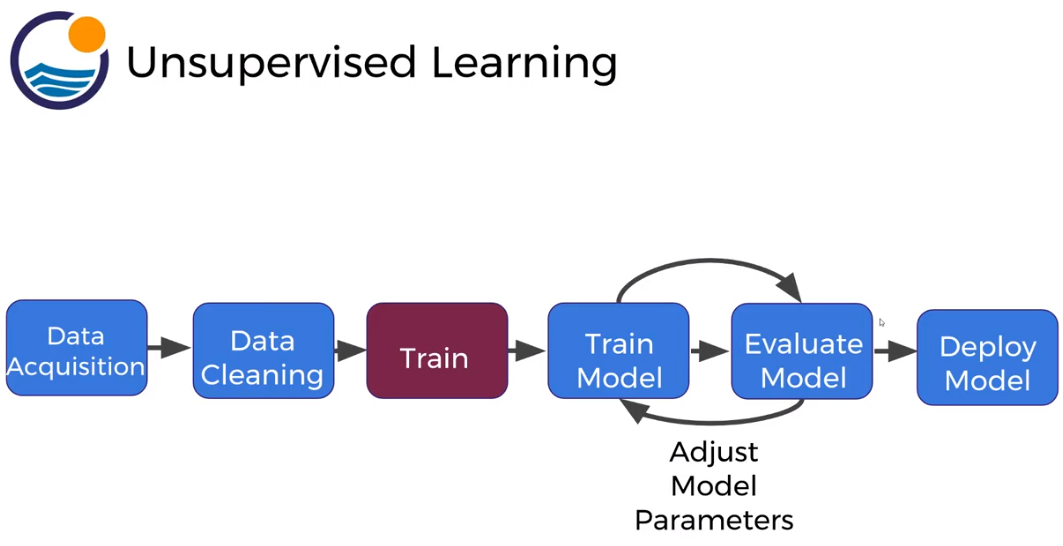 Unsupervised Learning
Data
Acquisition
Data
Cleaning
Train
Train
Model
Evaluate
Model
Deploy
Model
Adjust
Model
Parameters